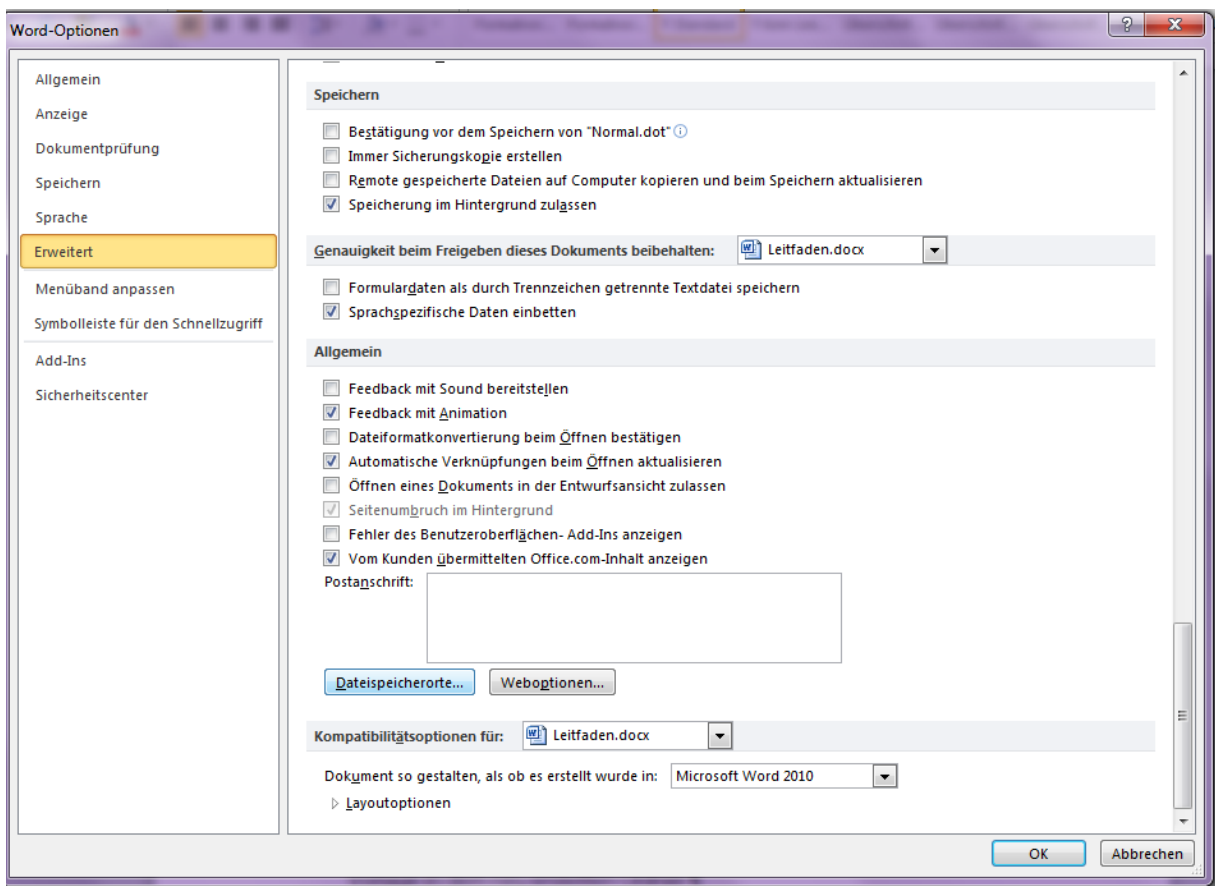 Word-Optionen
Allgemein
Anzeige
Dokumentprüfung
Speichern
Sprache
Erweitert
Menüband anpassen
Symbolleiste für den Schnellzugriff
Add-Ins
Sicherheitscenter
Speichern
Bestätigung vor dem Speichern von "Normal.dot"
Immer Sicherungskopie erstellen
Remote gespeicherte Dateien auf Computer kopieren und beim Speichern aktualisieren
Speicherung im Hintergrund zulassen
Genauigkeit beim Freigeben dieses Dokuments beibehalten: Leitfaden.docx
Formulardaten als durch Trennzeichen getrennte Textdatei speichern
Sprachspezifische Daten einbetten
Allgemein
Feedback mit Sound bereitstellen
Feedback mit Animation
Dateiformatkonvertierung beim Öffnen bestätigen
Automatische Verknüpfungen beim Öffnen aktualisieren
Öffnen eines Dokuments in der Entwurfsansicht zulassen
Seitenumbruch im Hintergrund
Fehler des Benutzeroberflächen- Add-Ins anzeigen
Vom Kunden übermittelten Office.com-Inhalt anzeigen
Postanschrift:
Dateispeicherorte... Weboptionen...
Kompatibilitätsoptionen für: Leitfaden.docx
Dokument so gestalten, als ob es erstellt wurde in: Microsoft Word 2010
Layoutoptionen
OK Abbrechen